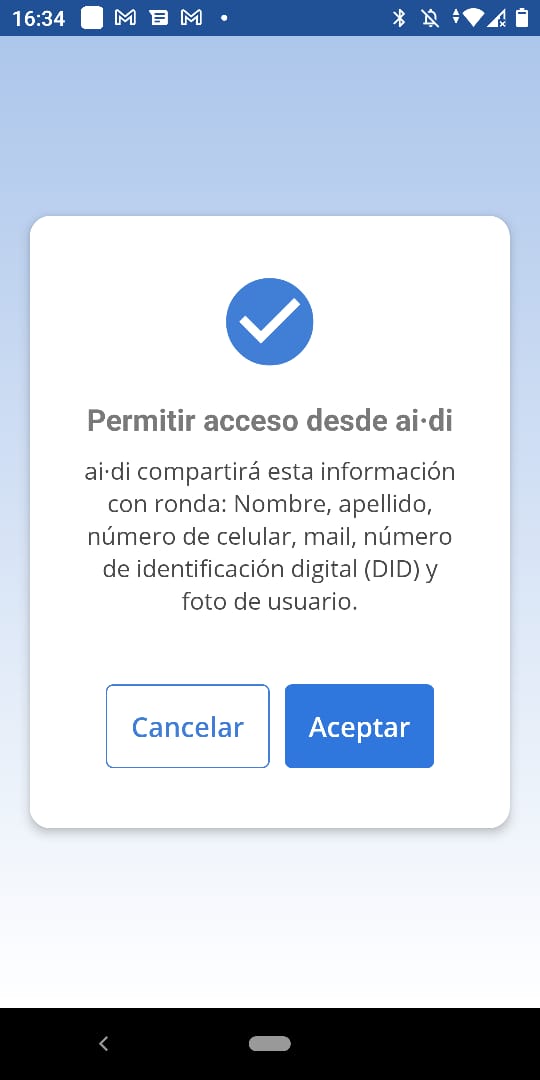 16:34
Permitir acceso desde ai·di
ai·di compartirá esta información
con ronda: Nombre, apellido,
número de celular, mail, número
de identificación digital (DID) y
foto de usuario.
Cancelar
Aceptar